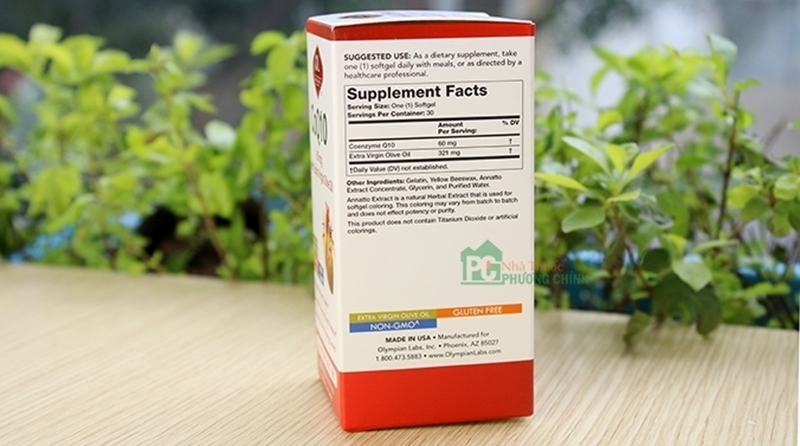 SUGGESTED USE: As a dietary supplement, take
one (1) softgel daily with meals, or as directed by a
healthcare professional.
Supplement Facts
Serving Size: One (1) Softgel
Servings Per Container: 30
Amount
Per Serving: % DV
Coenzyme Q10 60 mg †
Extra Virgin Olive Oil 321 mg †
†Daily Value (DV) not established.
Other Ingredients: Gelatin, Yellow Beeswax, Annatto
Extract Concentrate, Glycerin, and Purified Water.
Annatto Extract is a natural Herbal Extract that is used for
softgel coloring. This coloring may vary from batch to batch
and does not effect potency or purity.
This product does not contain Titanium Dioxide or artificial
colorings.
PC Nhà Thuốc
PHƯƠNG CHÍNH
EXTRA VIRGIN OLIVE OIL GLUTEN FREE
NON-GMO^
MADE IN USA • Manufactured for
Olympian Labs, Inc. • Phoenix, AZ 85027
1.800.473.5883 • www.OlympianLabs.com
CoQ10